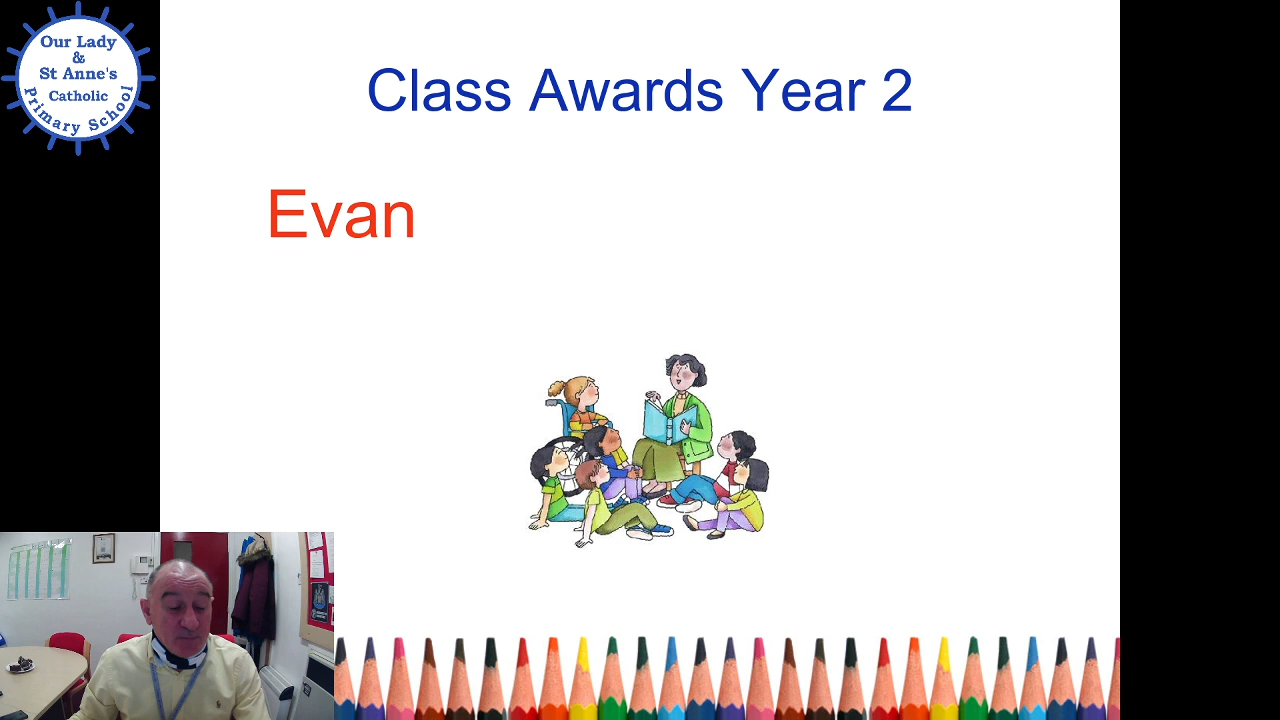 Our Lady
&
St Anne's
Catholic
Primary School
Class Awards Year 2
Evan